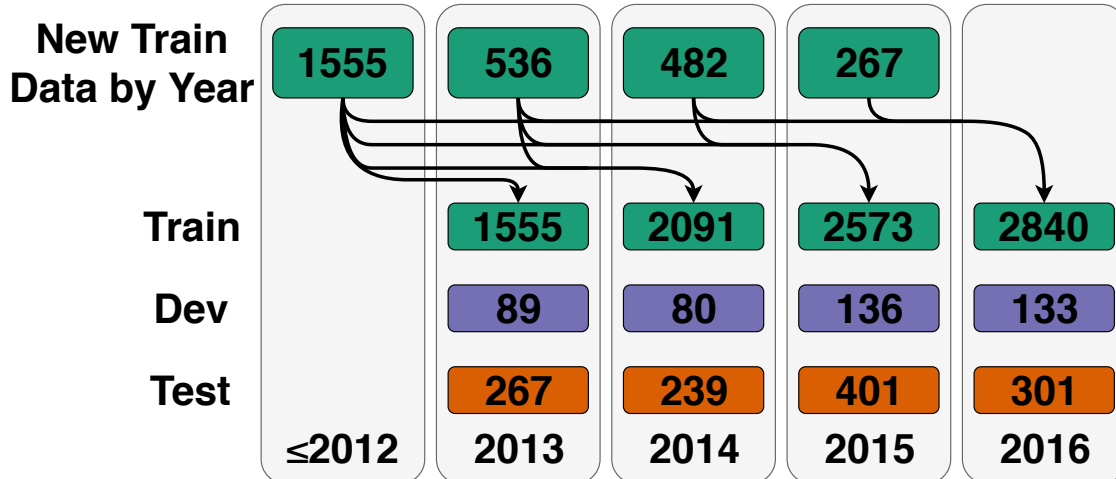 New Train
Data by Year
1555 536 482 267
Train 1555 2091 2573 2840
Dev 89 80 136 133
Test 267 239 401 301
≤2012 2013 2014 2015 2016